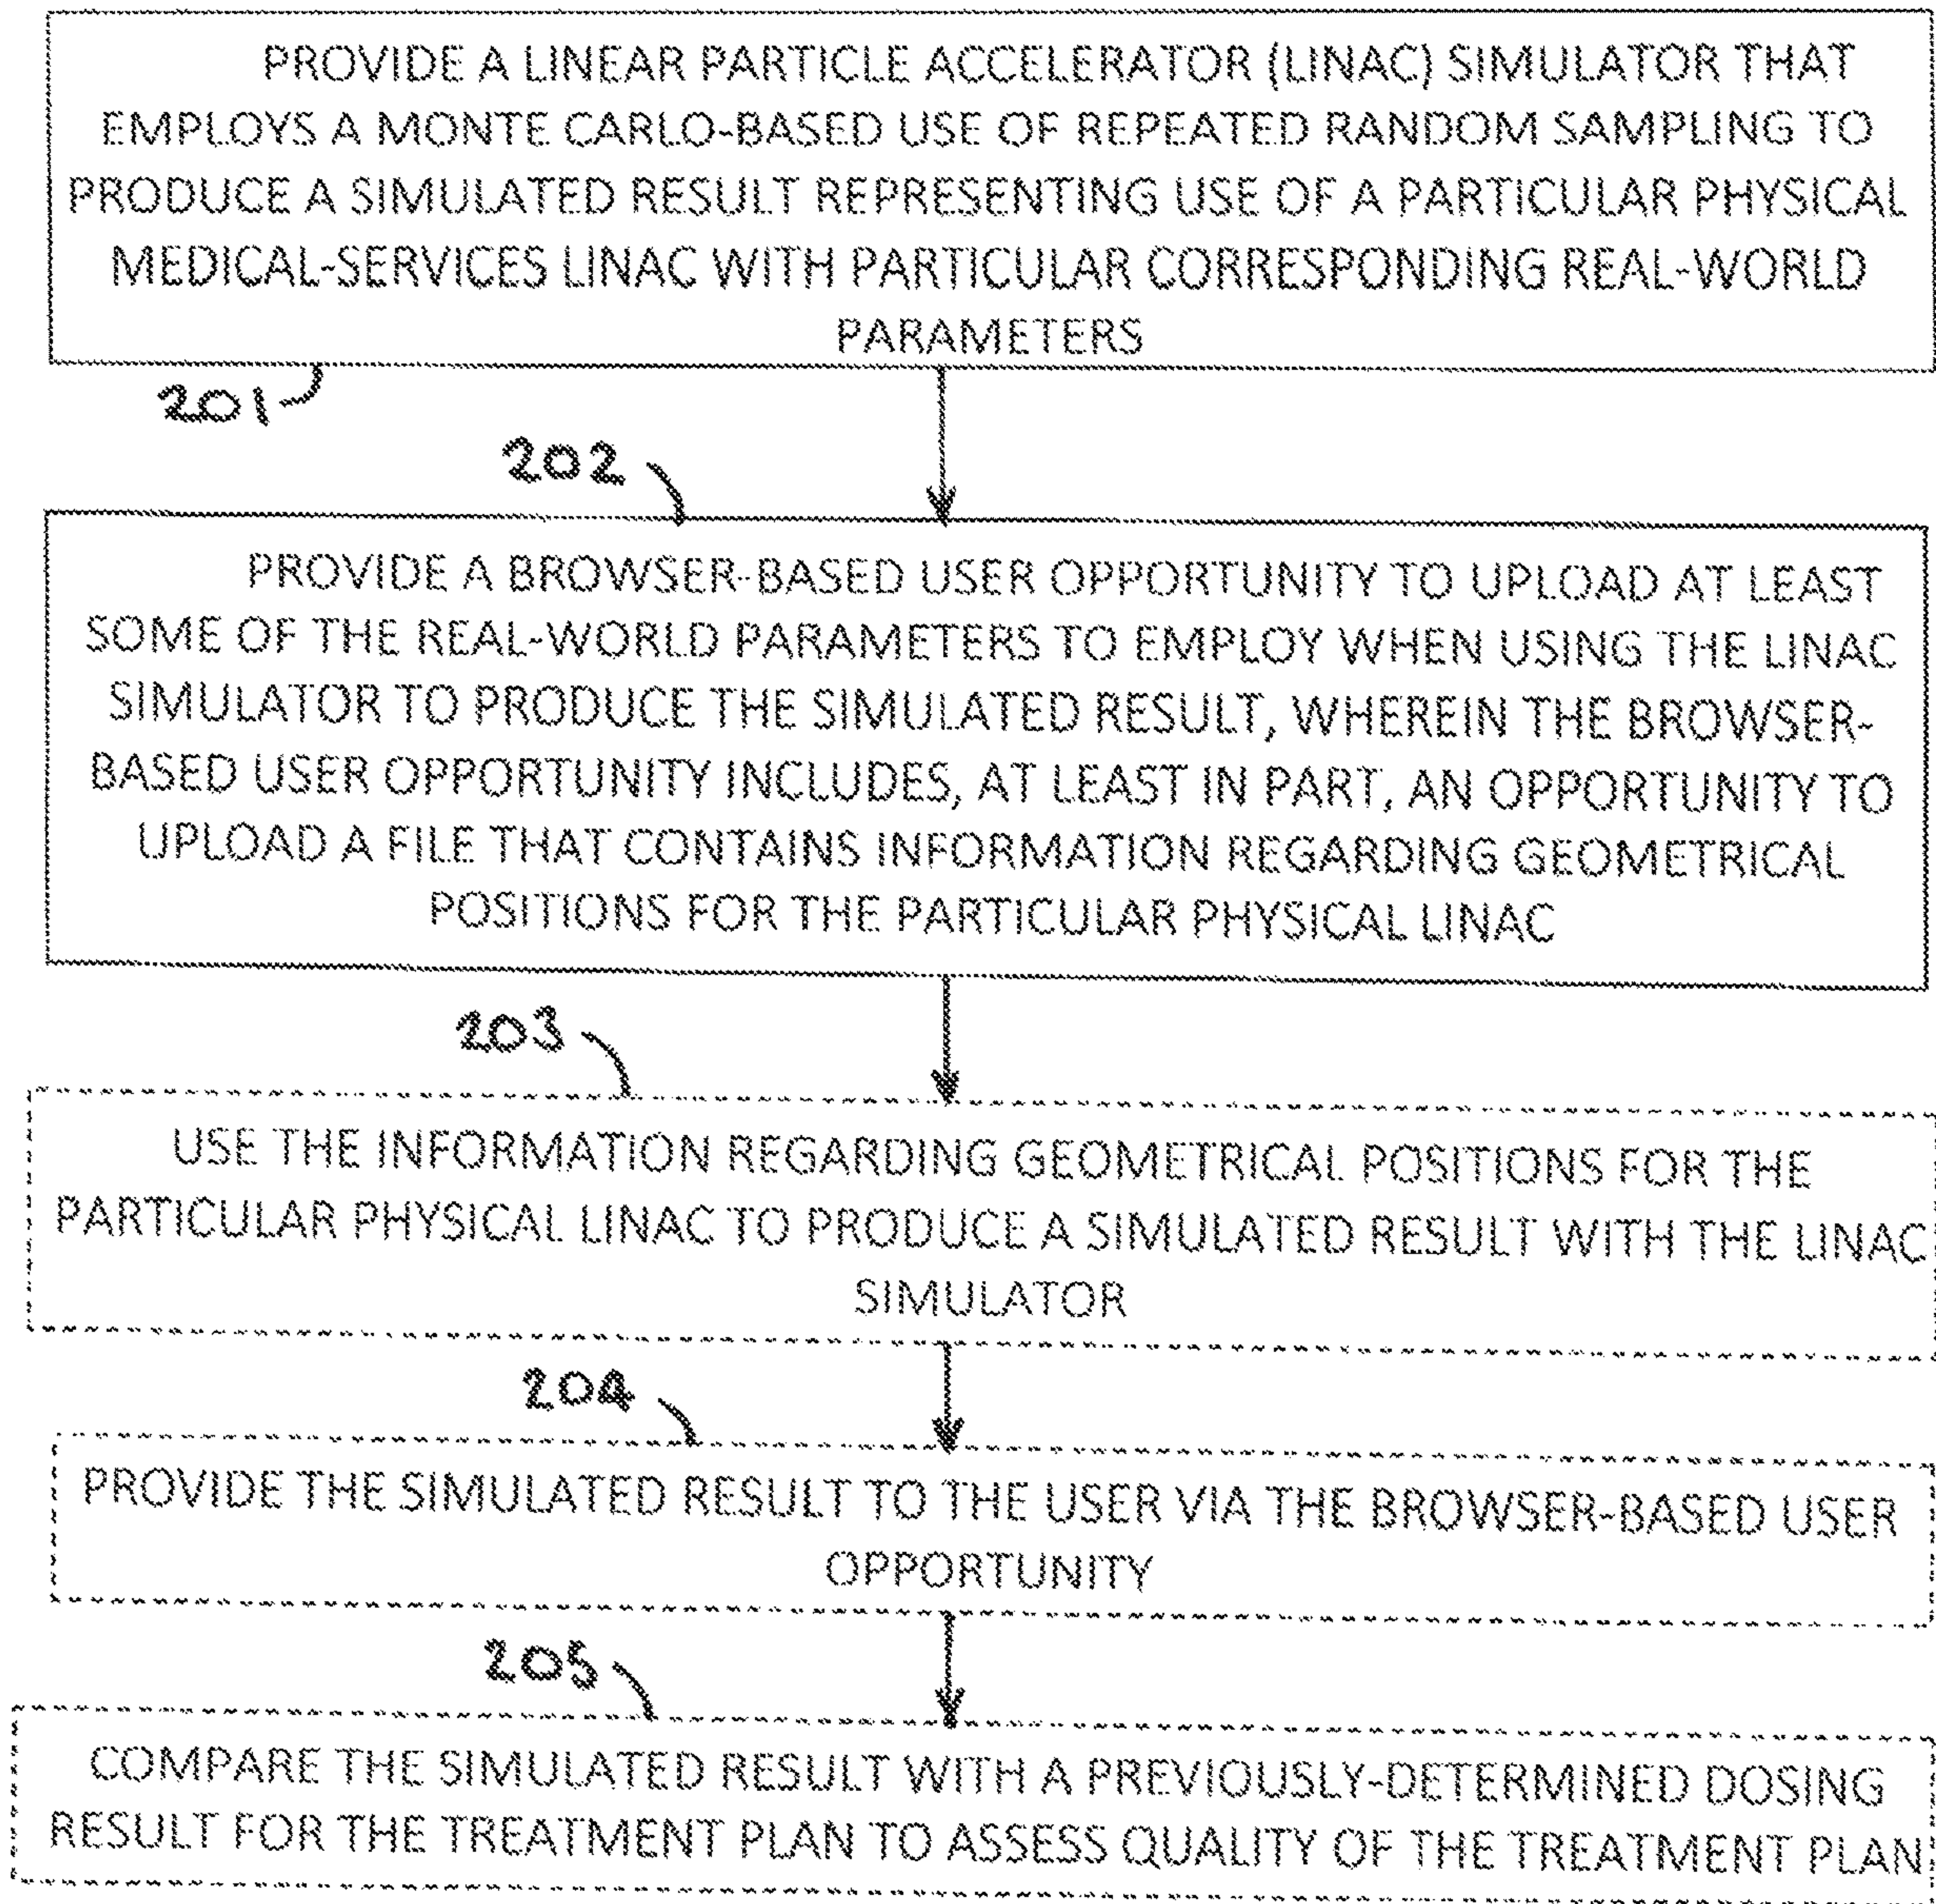 PROVIDE A LINEAR PARTICLE ACCELERATOR (LINAC) SIMULATOR THAT
EMPLOYS A MONTE CARLO-BASED USE OF REPEATED RANDOM SAMPLING TO
PRODUCE A SIMULATED RESULT REPRESENTING USE OF A PARTICULAR PHYSICAL
MEDICAL-SERVICES LINAC WITH PARTICULAR CORRESPONDING REAL-WORLD
PARAMETERS
201
202
PROVIDE A BROWSER-BASED USER OPPORTUNITY TO UPLOAD AT LEAST
SOME OF THE REAL-WORLD PARAMETERS TO EMPLOY WHEN USING THE LINAC
SIMULATOR TO PRODUCE THE SIMULATED RESULT, WHEREIN THE BROWSER-
BASED USER OPPORTUNITY INCLUDES, AT LEAST IN PART, AN OPPORTUNITY TO
UPLOAD A FILE THAT CONTAINS INFORMATION REGARDING GEOMETRICAL
POSITIONS FOR THE PARTICULAR PHYSICAL LINAC
203
USE THE INFORMATION REGARDING GEOMETRICAL POSITIONS FOR THE
PARTICULAR PHYSICAL LINAC TO PRODUCE A SIMULATED RESULT WITH THE LINAC
SIMULATOR
204
PROVIDE THE SIMULATED RESULT TO THE USER VIA THE BROWSER-BASED USER
OPPORTUNITY
205
COMPARE THE SIMULATED RESULT WITH A PREVIOUSLY-DETERMINED DOSING
RESULT FOR THE TREATMENT PLAN TO ASSESS QUALITY OF THE TREATMENT PLAN